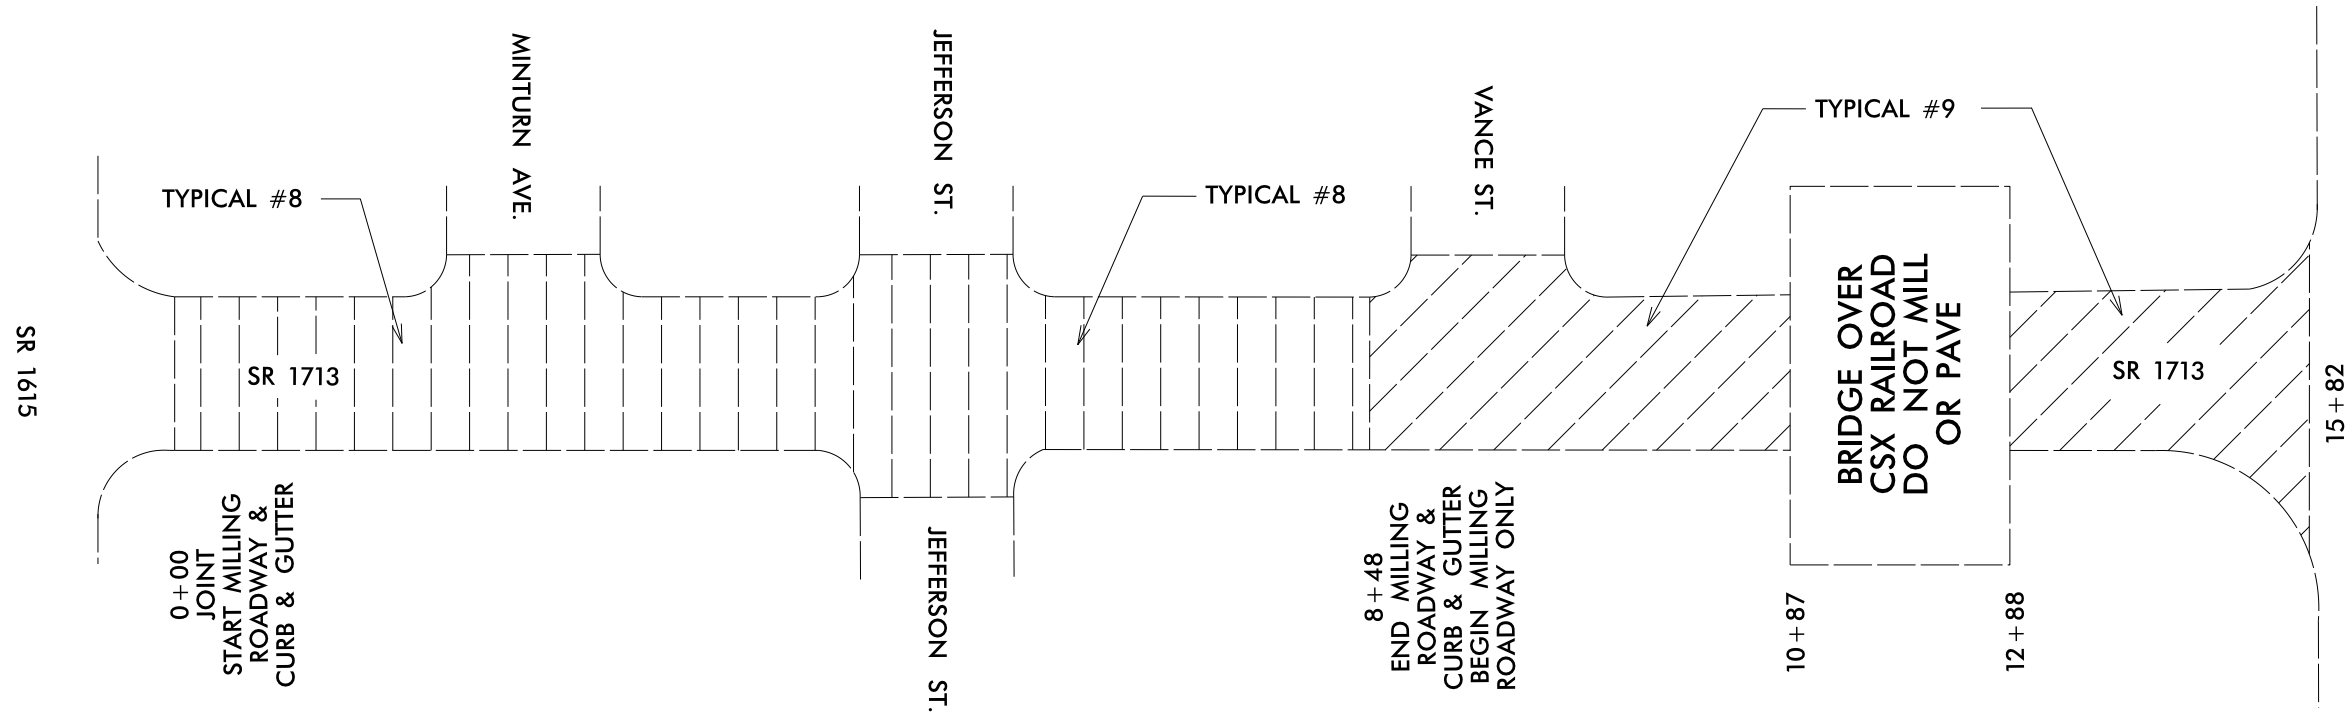 SR 1615
TYPICAL #8
MINTURN AVE.
JEFFERSON ST.
TYPICAL #8
VANCE ST.
TYPICAL #9
SR 1713
BRIDGE OVER
CSX RAILROAD
DO NOT MILL
OR PAVE
SR 1713
15+82
0+00
JOINT
START MILLING
ROADWAY &
CURB & GUTTER
JEFFERSON ST.
8+48
END MILLING
ROADWAY &
CURB & GUTTER
BEGIN MILLING
ROADWAY ONLY
10+87
12+88